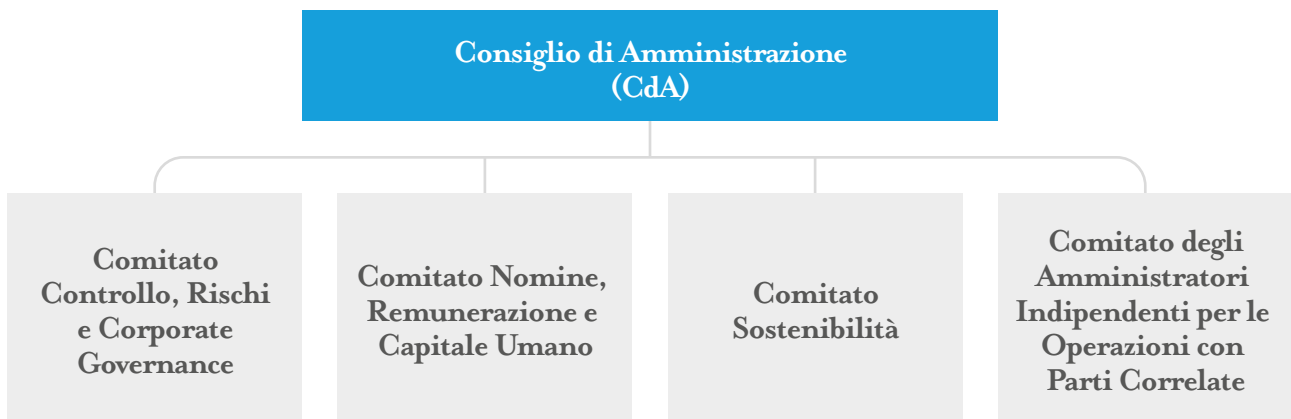 Consiglio di Amministrazione
(CdA)
Comitato
Controllo, Rischi
e Corporate
Governance
Comitato Nomine,
Remunerazione e
Capitale Umano
Comitato
Sostenibilità
Comitato degli
Amministratori
Indipendenti per le
Operazioni con
Parti Correlate